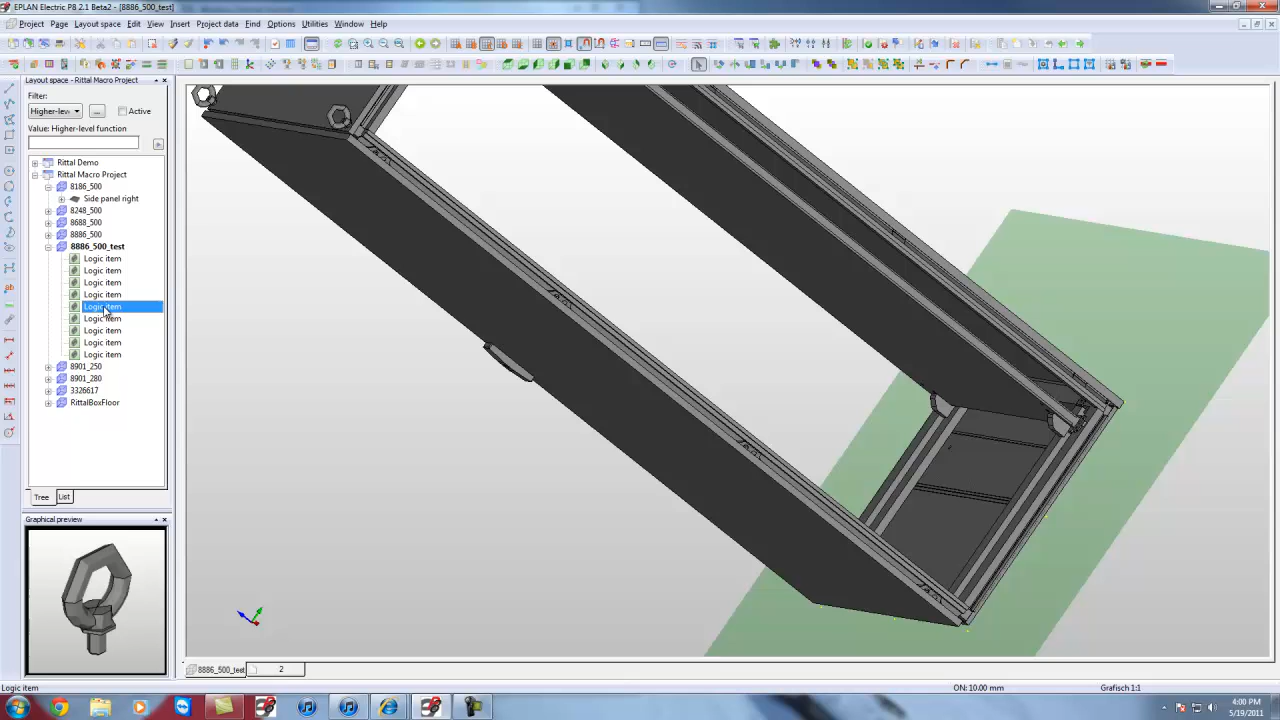 EPLAN Electric P8 2.1 Beta2 - [8886_500_test]
Project Page Layout space Edit View Insert Project data Find Options Utilities Window Help
Layout space - Rittal Macro Project
Filter:
Higher-lev ... Active
Value: Higher-level function
Rittal Demo
Rittal Macro Project
8186_500
Side panel right
8248_500
8688_500
8886_500
8886_500_test
Logic item
Logic item
Logic item
Logic item
Logic item
Logic item
Logic item
Logic item
Logic item
8901_250
8901_280
3326617
RittalBoxFloor
Tree List
Graphical preview
8886_500_test 2
Logic item ON: 10.00 mm Grafisch 1:1
4:00 PM
5/19/2011